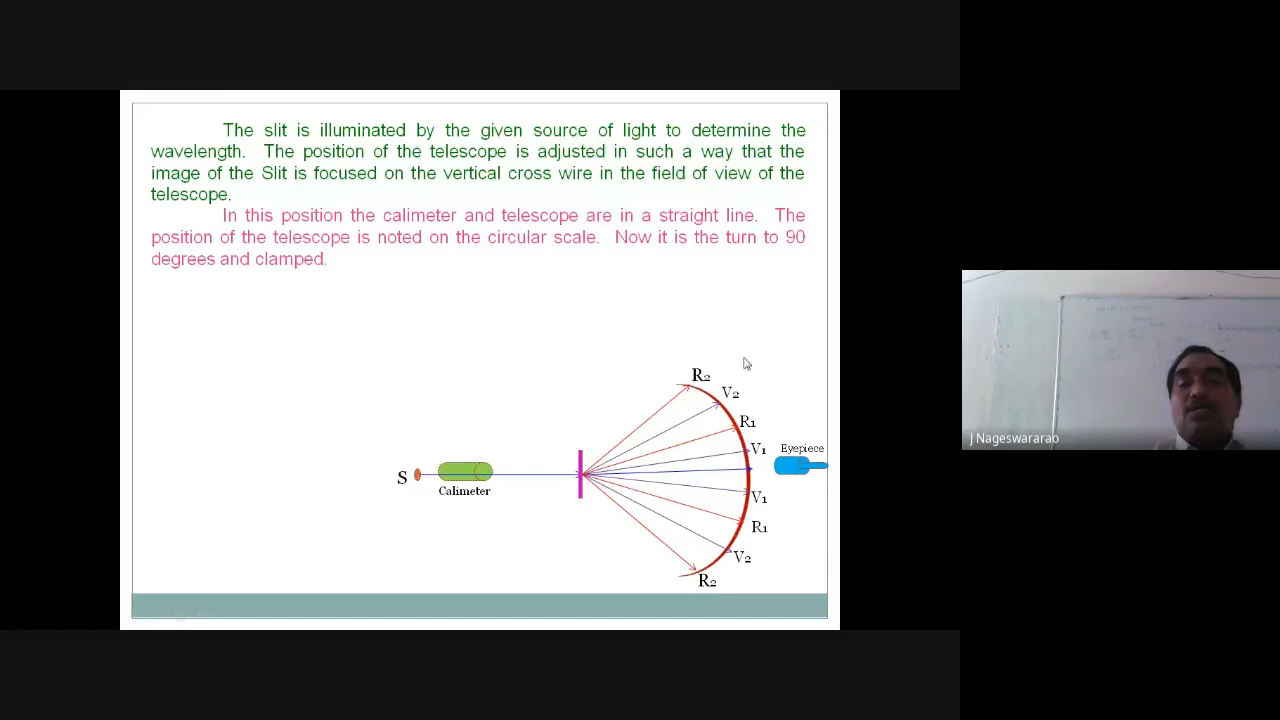 The slit is illuminated by the given source of light to determine the
wavelength. The position of the telescope is adjusted in such a way that the
image of the Slit is focused on the vertical cross wire in the field of view of the
telescope.
In this position the calimeter and telescope are in a straight line. The
position of the telescope is noted on the circular scale. Now it is the turn to 90
degrees and clamped.
R2
V2
R1
V1
Eyepiece
S
Calimeter
V1
R1
V2
R2
J Nageswararao